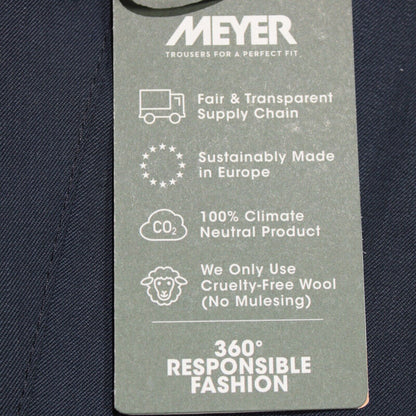 MEYER
TROUSERS FOR A PERFECT FIT
Fair & Transparent
Supply Chain
Sustainably Made
in Europe
CO2
100% Climate
Neutral Product
We Only Use
Cruelty-Free Wool
(No Mulesing)
360°
RESPONSIBLE
FASHION